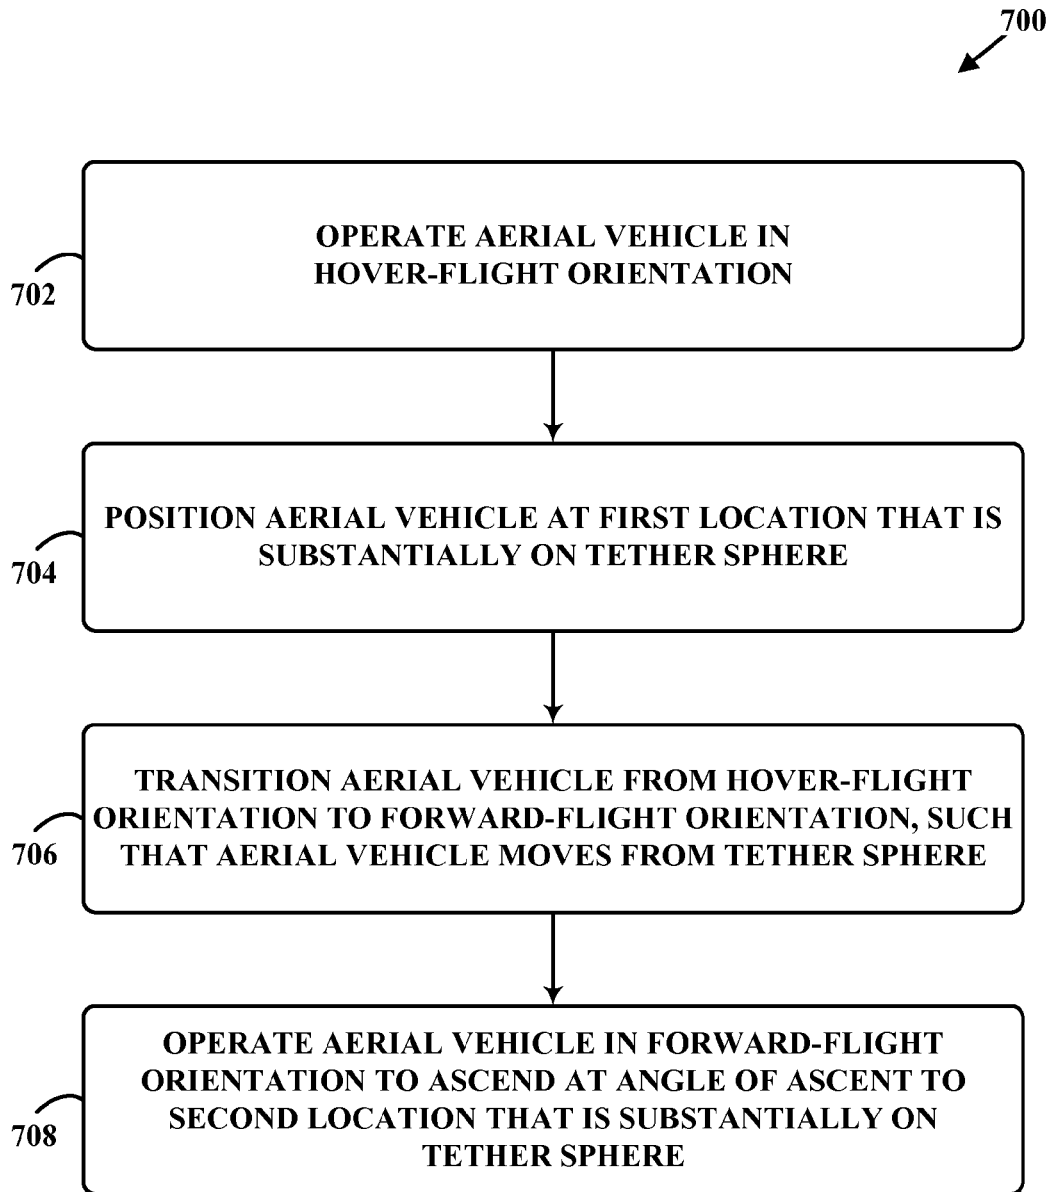 700
OPERATE AERIAL VEHICLE IN
HOVER-FLIGHT ORIENTATION
702
POSITION AERIAL VEHICLE AT FIRST LOCATION THAT IS
SUBSTANTIALLY ON TETHER SPHERE
704
TRANSITION AERIAL VEHICLE FROM HOVER-FLIGHT
ORIENTATION TO FORWARD-FLIGHT ORIENTATION, SUCH
THAT AERIAL VEHICLE MOVES FROM TETHER SPHERE
706
OPERATE AERIAL VEHICLE IN FORWARD-FLIGHT
ORIENTATION TO ASCEND AT ANGLE OF ASCENT TO
SECOND LOCATION THAT IS SUBSTANTIALLY ON
TETHER SPHERE
708